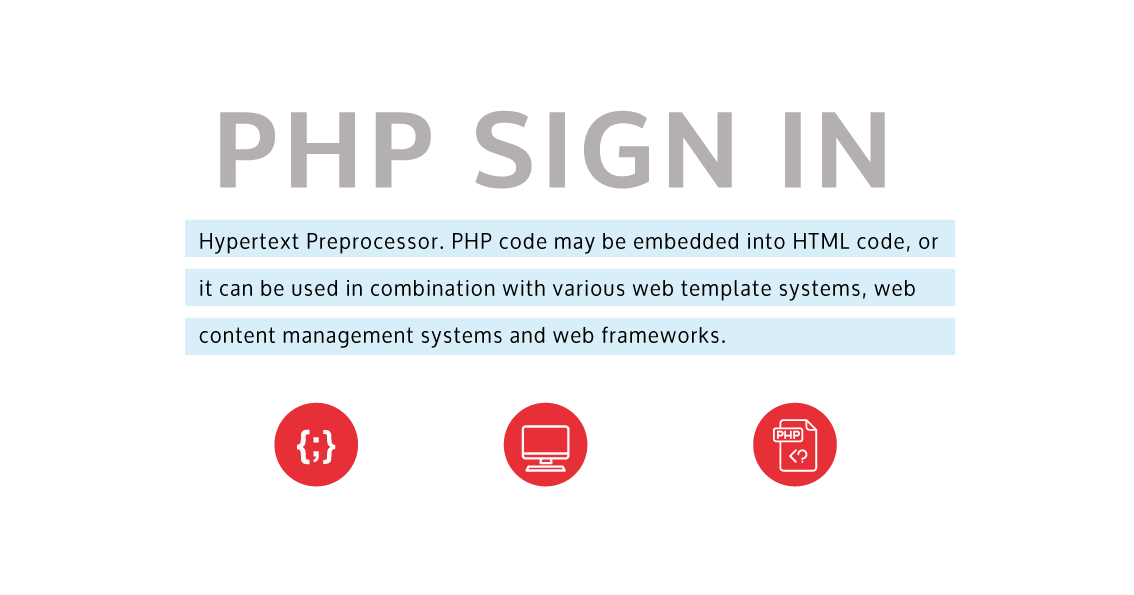 PHP SIGN IN
Hypertext Preprocessor. PHP code may be embedded into HTML code, or
it can be used in combination with various web template systems, web
content management systems and web frameworks.
{;}
PHP
<?